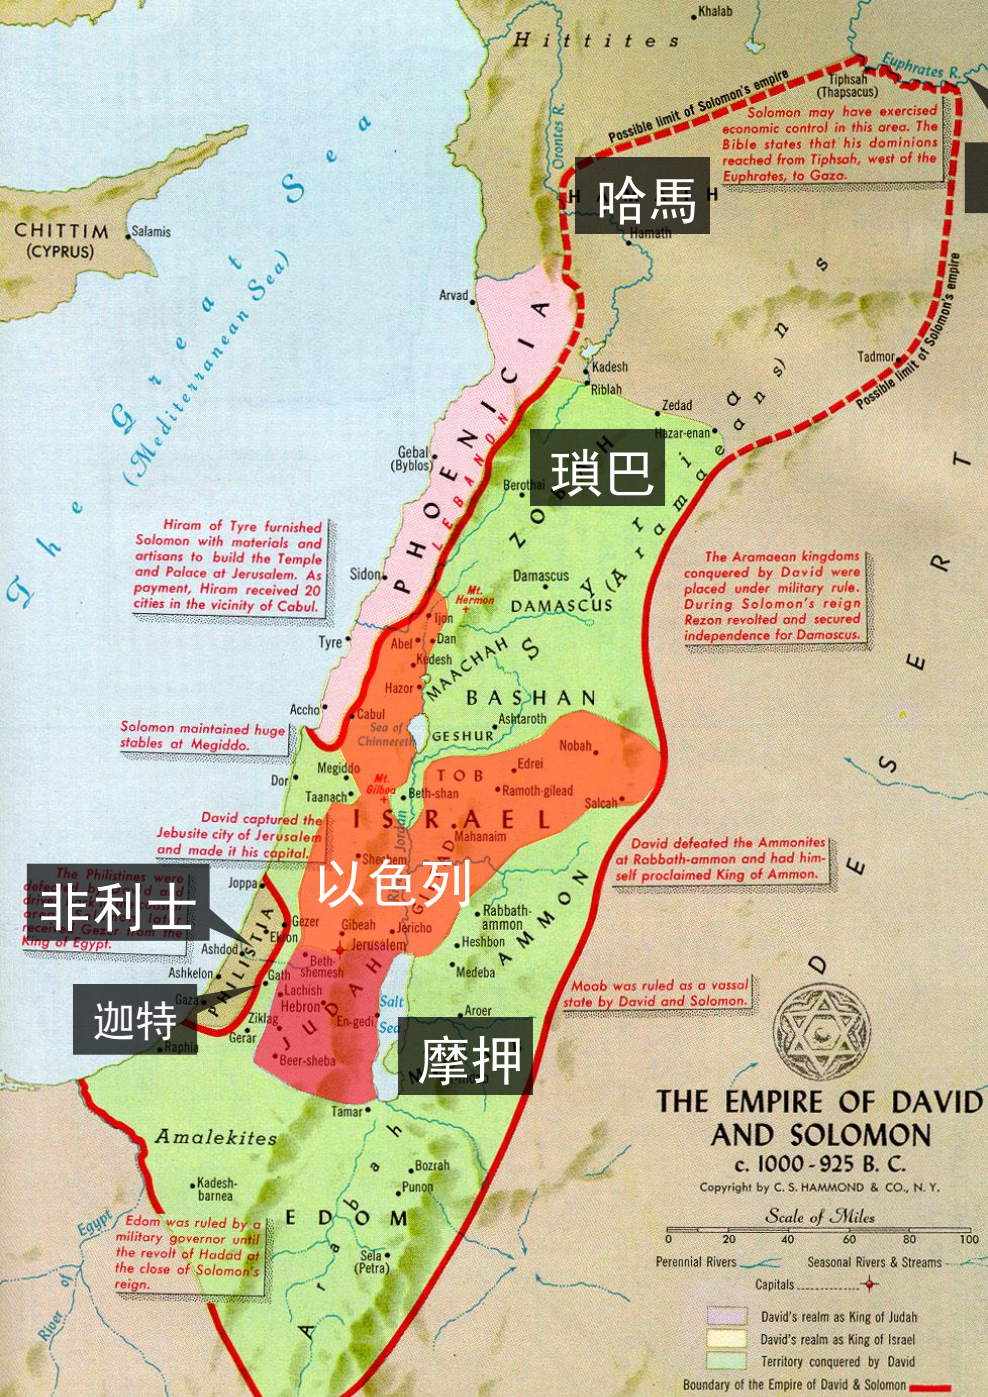 Khalab
Hittites
Euphrates R.
Tiphsah
(Thapsacus)
Possible limit of Solomon's empire
Orontes R.
Solomon may have exercised
economic control in this area. The
Bible states that his dominions
reached from Tiphsah, west of the
Euphrates, to Gaza.
哈馬
Hamath
CHITTIM
(CYPRUS)
Salamis
The Great Sea
(Mediterranean Sea)
Arvad
PHOENICIA
LEBANON
Kadesh
Riblah
Tadmor
Possible limit of Solomon's empire
Zedad
Hazar-enan
瑣巴
Gebal
(Byblos)
Berothai
Syrians
(Aramaeans)
DESERT
Hiram of Tyre furnished
Solomon with materials and
artisans to build the Temple
and Palace at Jerusalem. As
payment, Hiram received 20
cities in the vicinity of Cabul.
The Aramaean kingdoms
conquered by David were
placed under military rule.
During Solomon's reign
Rezon revolted and secured
independence for Damascus.
Sidon
Damascus
DAMASCUS
Mt.
Hermon
Ijon
Tyre
Abel
Dan
Kedesh
MAACHAH
Hazor
BASHAN
Accho
Cabul
Ashtaroth
Sea of
Chinnereth
GESHUR
Solomon maintained huge
stables at Megiddo.
Nobah
Megiddo
Edrei
Dor
TOB
Mt.
Gilboa
Taanach
Beth-shan
Ramoth-gilead
Salcah
David captured the
Jebusite city of Jerusalem
and made it his capital.
ISRAEL
Jordan
Mahanaim
David defeated the Ammonites
at Rabbath-ammon and had him-
self proclaimed King of Ammon.
Shechem
以色列
GILEAD
Joppa
非利士
The Philistines were
King of Egypt.
Rabbath-
ammon
AMMON
Gezer
Gibeah
Jericho
Ekron
Jerusalem
Heshbon
Ashdod
PHILISTIA
Beth-
shemesh
Medeba
Ashkelon
Gath
JUDAH
Lachish
Hebron
Salt
Sea
Moab was ruled as a vassal
state by David and Solomon.
Gaza
迦特
Ziklag
En-gedi
Aroer
Gerar
Raphia
摩押
Beer-sheba
Tamar
Amalekites
Kadesh-
barnea
Bozrah
Punon
EDOM
Arabah
Sela
(Petra)
Edom was ruled by a
military governor until
the revolt of Hadad at
the close of Solomon's
reign.
River of Egypt
THE EMPIRE OF DAVID
AND SOLOMON
c. 1000-925 B. C.
Copyright by C. S. HAMMOND & CO., N. Y.
Scale of Miles
0 20 40 60 80 100
Perennial Rivers Seasonal Rivers & Streams
Capitals
David's realm as King of Judah
David's realm as King of Israel
Territory conquered by David
Boundary of the Empire of David & Solomon